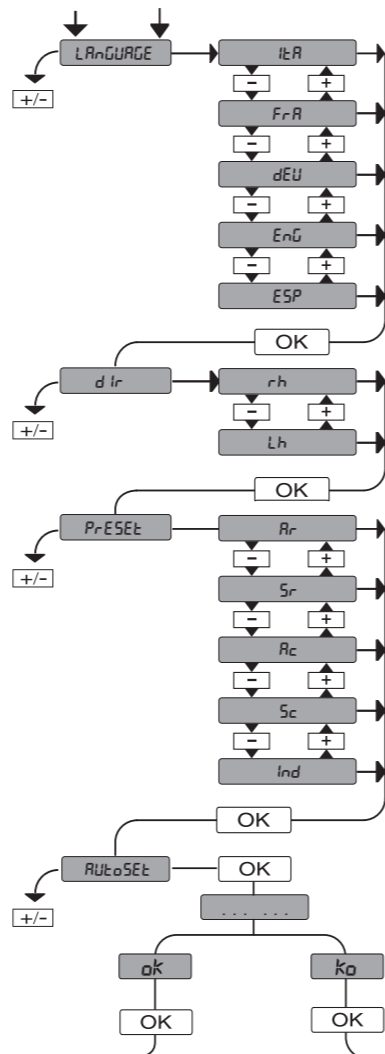 LAnGUAGE ItA
- +
+/-
FrA
- +
dEU
- +
EnG
- +
ESP
OK
dIr rh
- +
+/-
Lh
OK
PrESEt Ar
- +
+/-
Sr
- +
Ac
- +
Sc
- +
Ind
OK
AUtoSEt OK
+/-
... ...
ok ko
OK OK